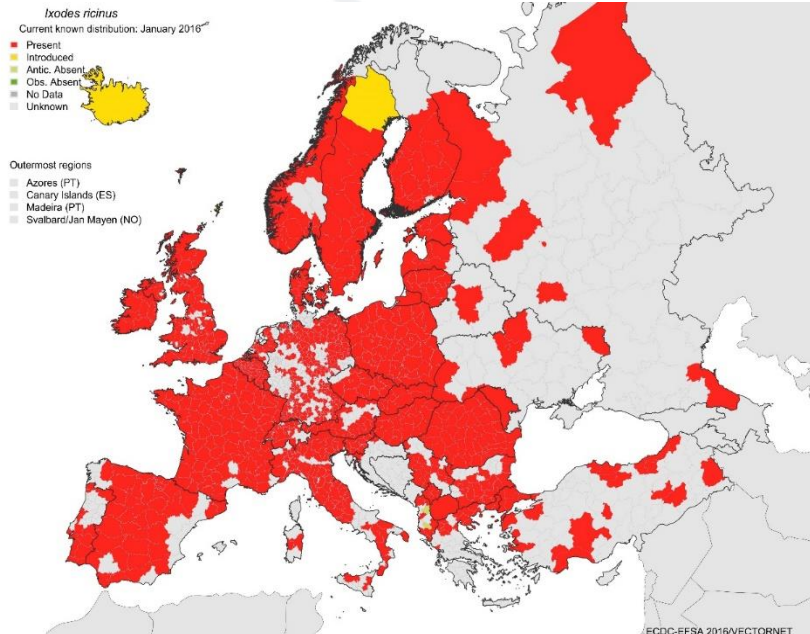 Ixodes ricinus
Current known distribution: January 2016
Present
Introduced
Antic. Absent
Obs. Absent
No Data
Unknown
Outermost regions
Azores (PT)
Canary Islands (ES)
Madeira (PT)
Svalbard/Jan Mayen (NO)
ECDC-EFSA 2016/VECTORNET